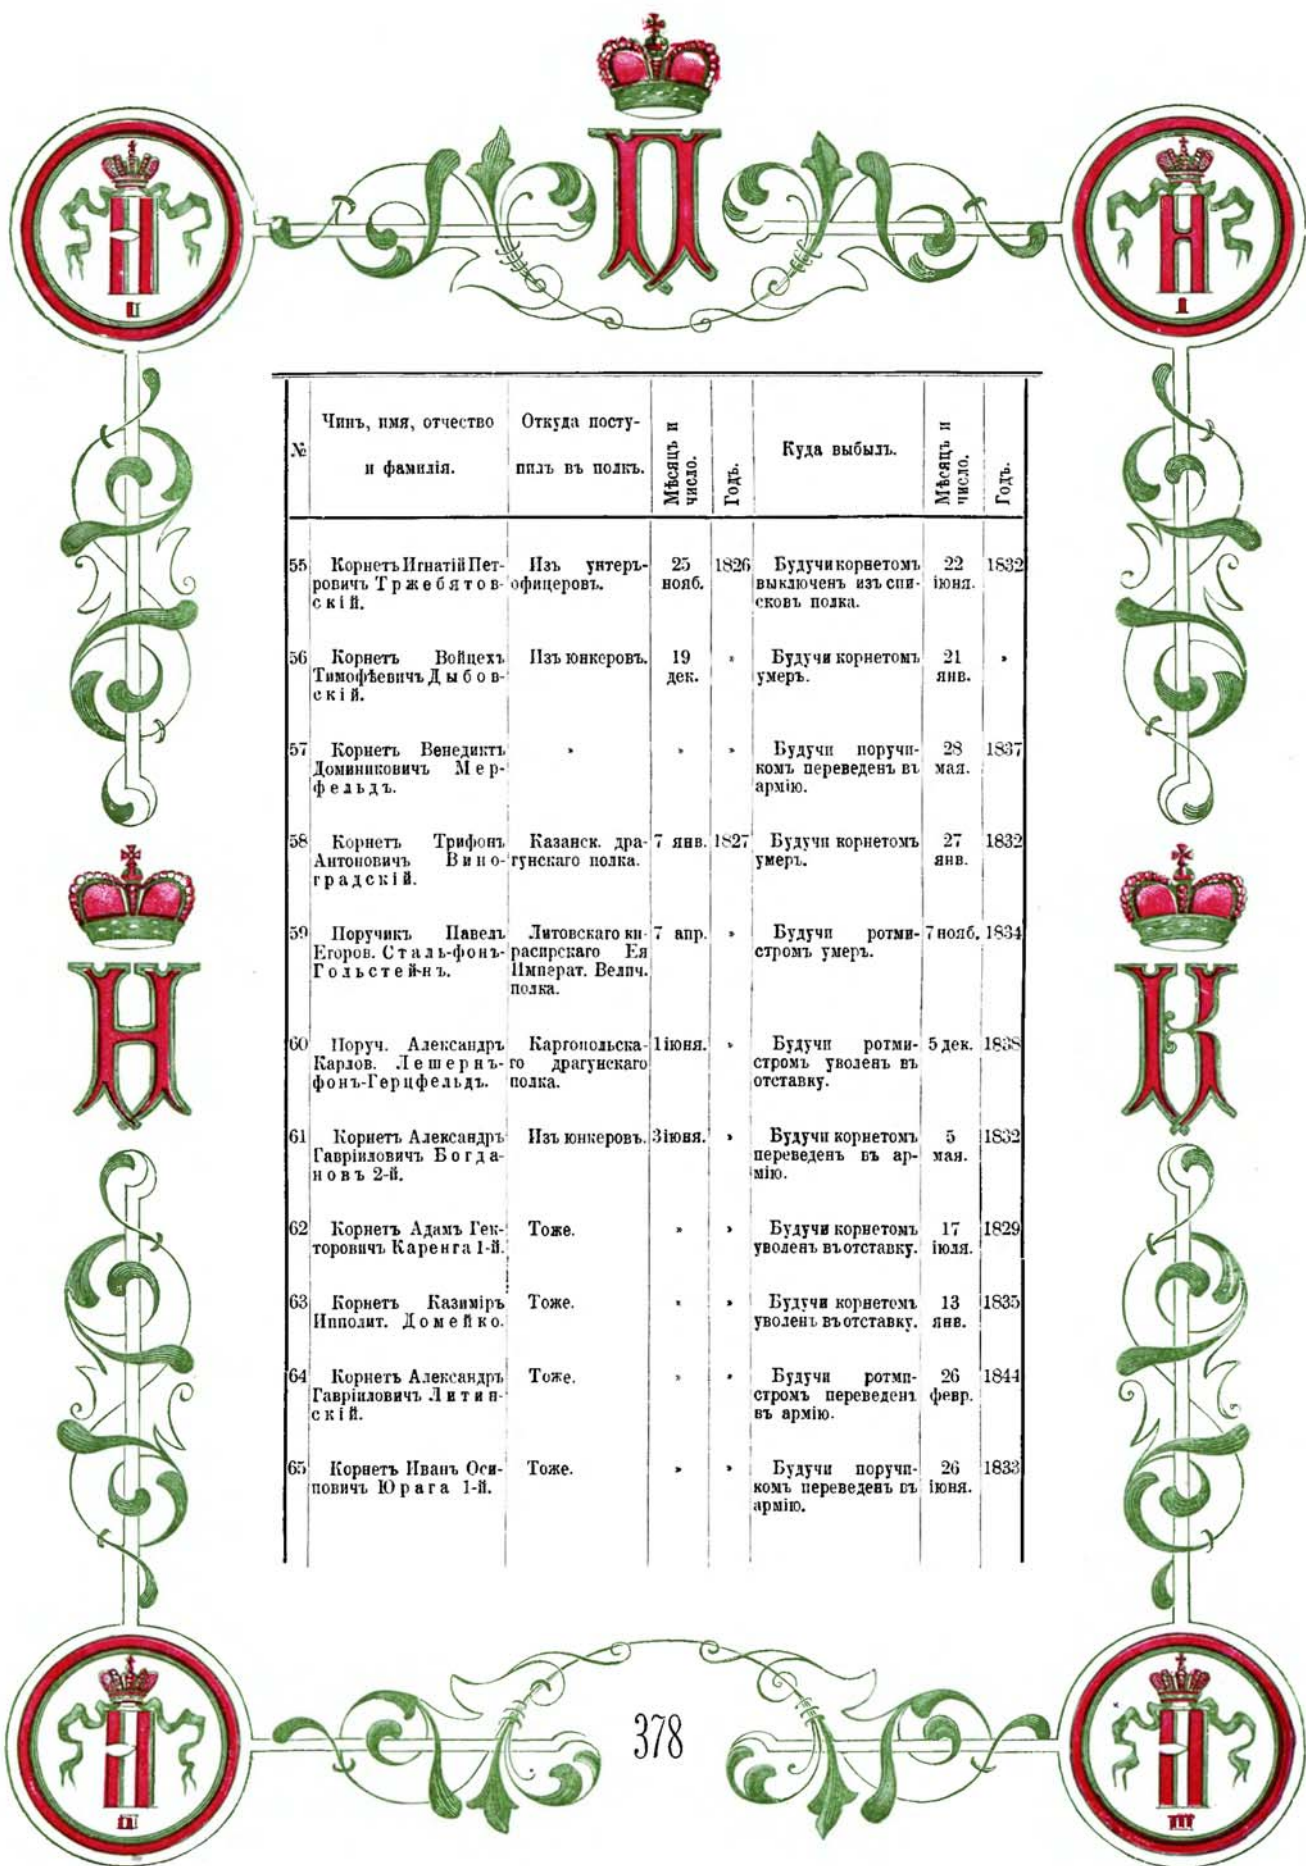 П
II
I
№
Чинъ, имя, отчество
и фамилія.
Откуда посту-
пилъ въ полкъ.
Мѣсяцъ и
число.
Годъ.
Куда выбылъ.
Мѣсяцъ и
число.
Годъ.
55 Корнетъ Игнатій Пет- Изъ унтеръ- 25 1826 Будучи корнетомъ 22 1832
ровичъ Тржебятов- офицеровъ. нояб. выключенъ изъ спи- іюня.
скій. сковъ полка.
56 Корнетъ Войцехъ Изъ юнкеровъ. 19 » Будучи корнетомъ 21 »
Тимофѣевичъ Дыбов- дек. умеръ. янв.
скій.
57 Корнетъ Венедиктъ » » » Будучи поручи- 28 1837
Доминиковичъ Мер- комъ переведенъ въ мая.
фельдъ. армію.
58 Корнетъ Трифонъ Казанск. дра- 7 янв. 1827 Будучи корнетомъ 27 1832
Антоновичъ Вино- гунскаго полка. умеръ. янв.
градскій.
59 Поручикъ Павелъ Литовскаго ки- 7 апр. » Будучи ротми- 7 нояб. 1834
Егоров. Сталь-фонъ- расирскаго Ея стромъ умеръ.
Гольстейнъ. Императ. Велич.
полка.
60 Поруч. Александръ Каргопольска- 1 іюня. » Будучи ротми- 5 дек. 1838
Карлов. Лешернъ- го драгунскаго стромъ уволенъ въ
фонъ-Герцфельдъ. полка. отставку.
61 Корнетъ Александръ Изъ юнкеровъ. 3 іюня. » Будучи корнетомъ 5 1832
Гавріиловичъ Богда- переведенъ въ ар- мая.
новъ 2-й. мію.
62 Корнетъ Адамъ Гек- Тоже. » » Будучи корнетомъ 17 1829
торовичъ Каренга 1-й. уволенъ въ отставку. іюля.
63 Корнетъ Казиміръ Тоже. » » Будучи корнетомъ 13 1835
Ипполит. Домейко. уволенъ въ отставку. янв.
64 Корнетъ Александръ Тоже. » » Будучи ротми- 26 1844
Гавріиловичъ Литин- стромъ переведенъ февр.
скій. въ армію.
65 Корнетъ Иванъ Оси- Тоже. » » Будучи поручи- 26 1833
повичъ Юрага 1-й. комъ переведенъ въ іюня.
армію.
Н
К
378
III
III